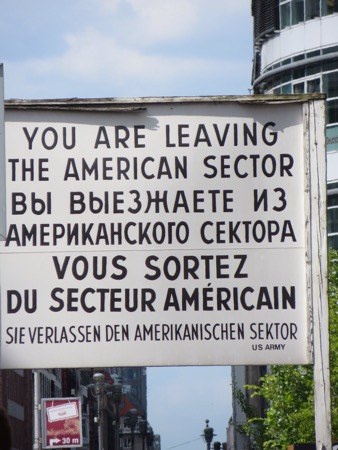 YOU ARE LEAVING
THE AMERICAN SECTOR
ВЫ ВЫЕЗЖАЕТЕ ИЗ
АМЕРИКАНСКОГО СЕКТОРА
VOUS SORTEZ
DU SECTEUR AMÉRICAIN
SIE VERLASSEN DEN AMERIKANISCHEN SEKTOR
US ARMY
30 m